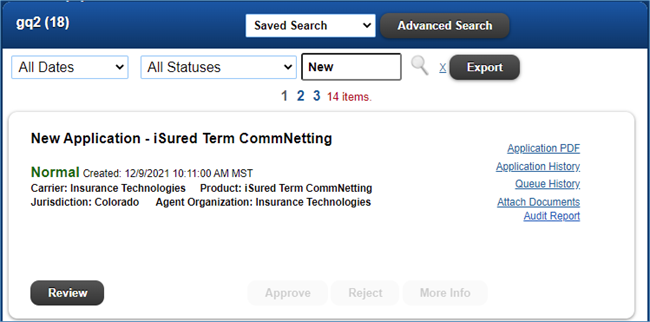 gq2 (18)
Saved Search
Advanced Search
All Dates
All Statuses
New
X
Export
1 2 3 14 items.
New Application - iSured Term CommNetting
Application PDF
Application History
Normal Created: 12/9/2021 10:11:00 AM MST
Queue History
Carrier: Insurance Technologies Product: iSured Term CommNetting
Jurisdiction: Colorado Agent Organization: Insurance Technologies
Attach Documents
Audit Report
Review
Approve
Reject
More Info